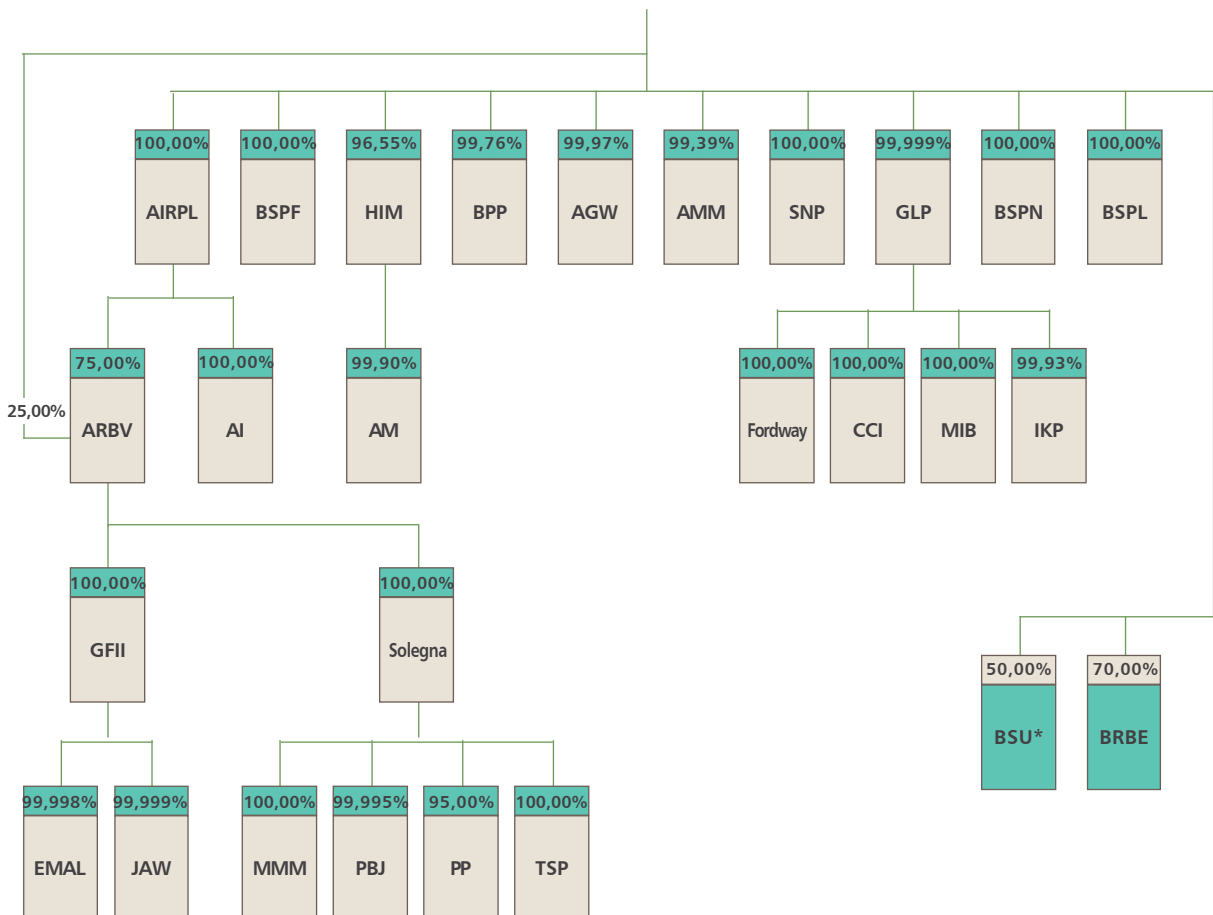 100,00% 100,00% 96,55% 99,76% 99,97% 99,39% 100,00% 99,999% 100,00% 100,00%
AIRPL BSPF HIM BPP AGW AMM SNP GLP BSPN BSPL
75,00% 100,00% 99,90% 100,00% 100,00% 100,00% 99,93%
25,00%
ARBV AI AM Fordway CCI MIB IKP
100,00% 100,00%
GFII Solegna
50,00% 70,00%
BSU* BRBE
99,998% 99,999% 100,00% 99,995% 95,00% 100,00%
EMAL JAW MMM PBJ PP TSP